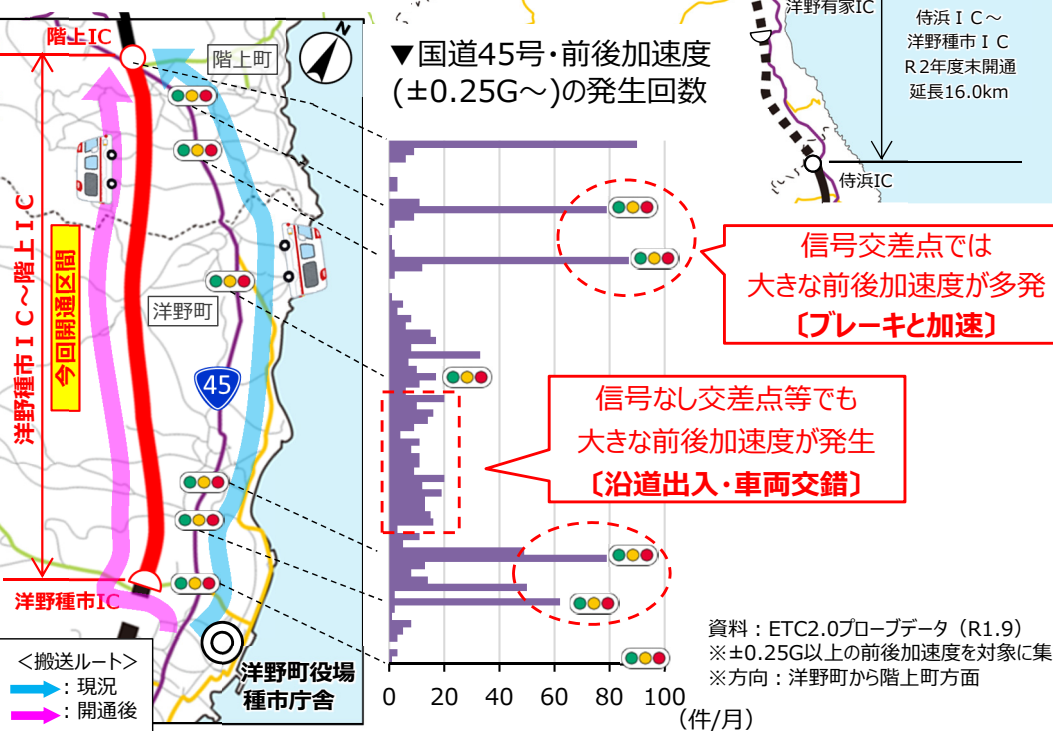 階上IC
階上町
洋野種市IC～階上IC
今回開通区間
洋野町
45
洋野種市IC
洋野町役場
種市庁舎
＜搬送ルート＞
：現況
：開通後
N
▼国道45号・前後加速度
(±0.25G～)の発生回数
洋野有家IC
侍浜ＩＣ～
洋野種市ＩＣ
Ｒ２年度末開通
延長16.0km
侍浜IC
信号交差点では
大きな前後加速度が多発
〔ブレーキと加速〕
信号なし交差点等でも
大きな前後加速度が発生
〔沿道出入・車両交錯〕
0 20 40 60 80 100
（件/月）
資料：ETC2.0プローブデータ（R1.9）
※±0.25G以上の前後加速度を対象に集
※方向：洋野町から階上町方面